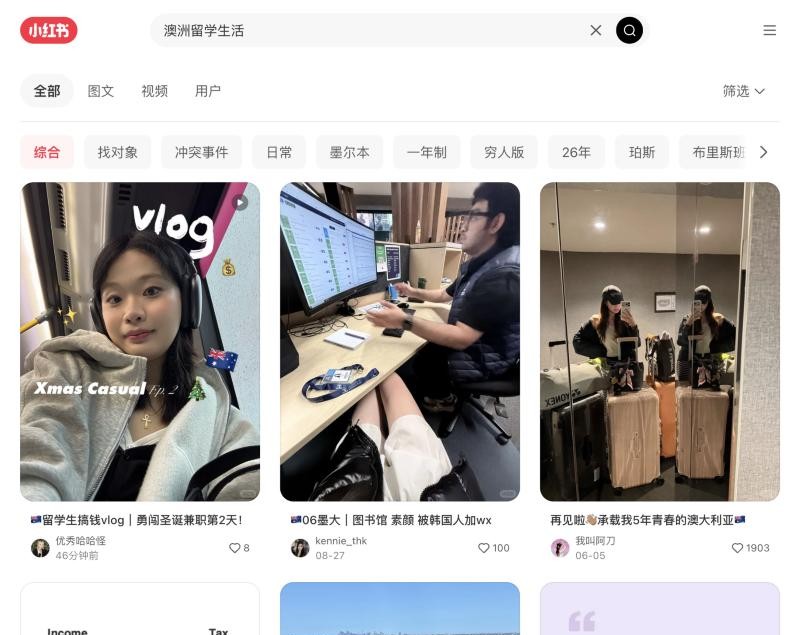 小红书
澳洲留学生活
全部
图文
视频
用户
筛选
综合
找对象
冲突事件
日常
墨尔本
一年制
穷人版
26年
珀斯
布里斯班
vlog
Xmas Casual Ep. 2
YONEX
🇦🇺留学生搞钱vlog｜勇闯圣诞兼职第2天！
优秀哈哈怪
46分钟前
8
🇦🇺06墨大｜图书馆 素颜 被韩国人加wx
kennie_thk
08-27
100
再见啦👋🏼承载我5年青春的澳大利亚🇦🇺
我叫阿刀
06-05
1903
Income
Tax